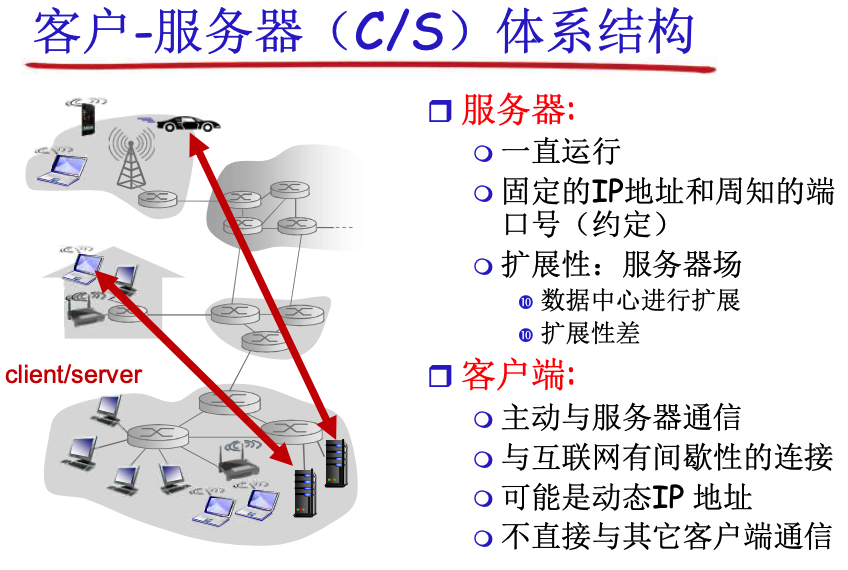 客户-服务器（C/S）体系结构
服务器:
一直运行
固定的IP地址和周知的端
口号（约定）
扩展性：服务器场
数据中心进行扩展
扩展性差
客户端:
主动与服务器通信
与互联网有间歇性的连接
可能是动态IP 地址
不直接与其它客户端通信
client/server